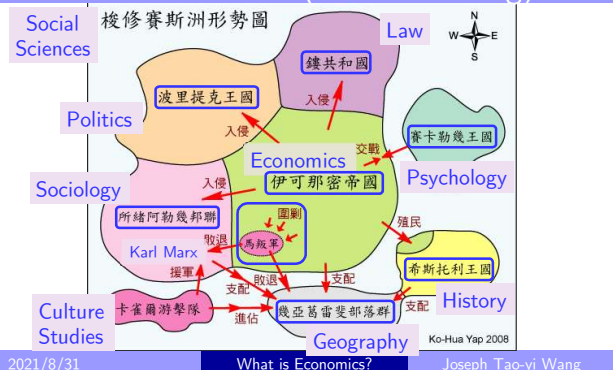 Social
Sciences
梭修賽斯洲形勢圖
Law
N
W
E
S
鏤共和國
波里提克王國
入侵
Politics
入侵
交戰
賽卡勒幾王國
Economics
伊可那密帝國
Psychology
Sociology
入侵
所緒阿勒幾邦聯
圍剿
敗退
馬叛軍
殖民
Karl Marx
希斯托利王國
援軍
支配
敗退
支配
支配
History
Culture
Studies
卡雀爾游擊隊
進佔
幾亞葛雷斐部落群
Geography
Ko-Hua Yap 2008
2021/8/31
What is Economics?
Joseph Tao-yi Wang